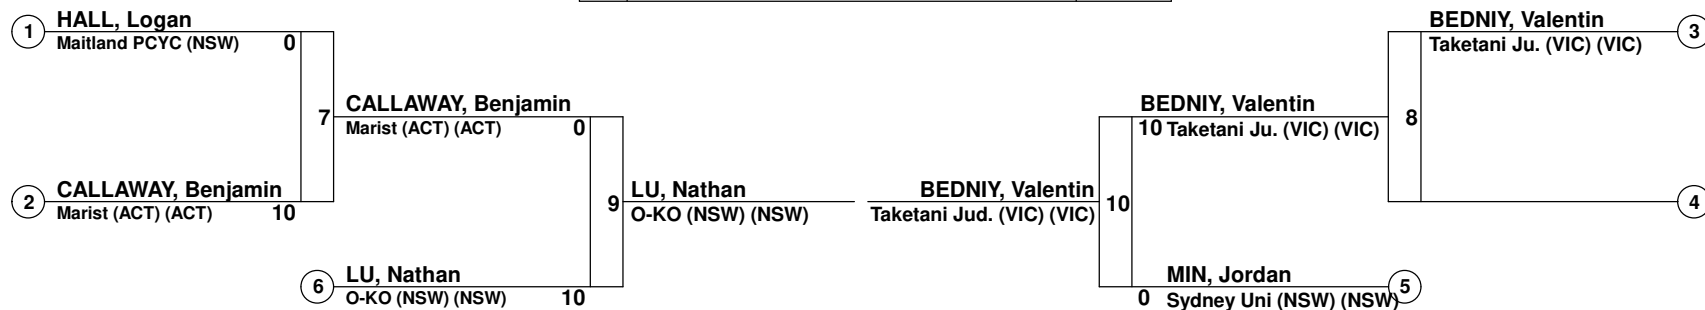 1
HALL, Logan
Maitland PCYC (NSW)
0
7
2
CALLAWAY, Benjamin
Marist (ACT) (ACT)
10
CALLAWAY, Benjamin
Marist (ACT) (ACT)
0
9
6
LU, Nathan
O-KO (NSW) (NSW)
10
LU, Nathan
O-KO (NSW) (NSW)
BEDNIY, Valentin
Taketani Jud. (VIC) (VIC)
10
BEDNIY, Valentin
10 Taketani Ju. (VIC) (VIC)
8
MIN, Jordan
0 Sydney Uni (NSW) (NSW)
5
BEDNIY, Valentin
Taketani Ju. (VIC) (VIC)
3
4